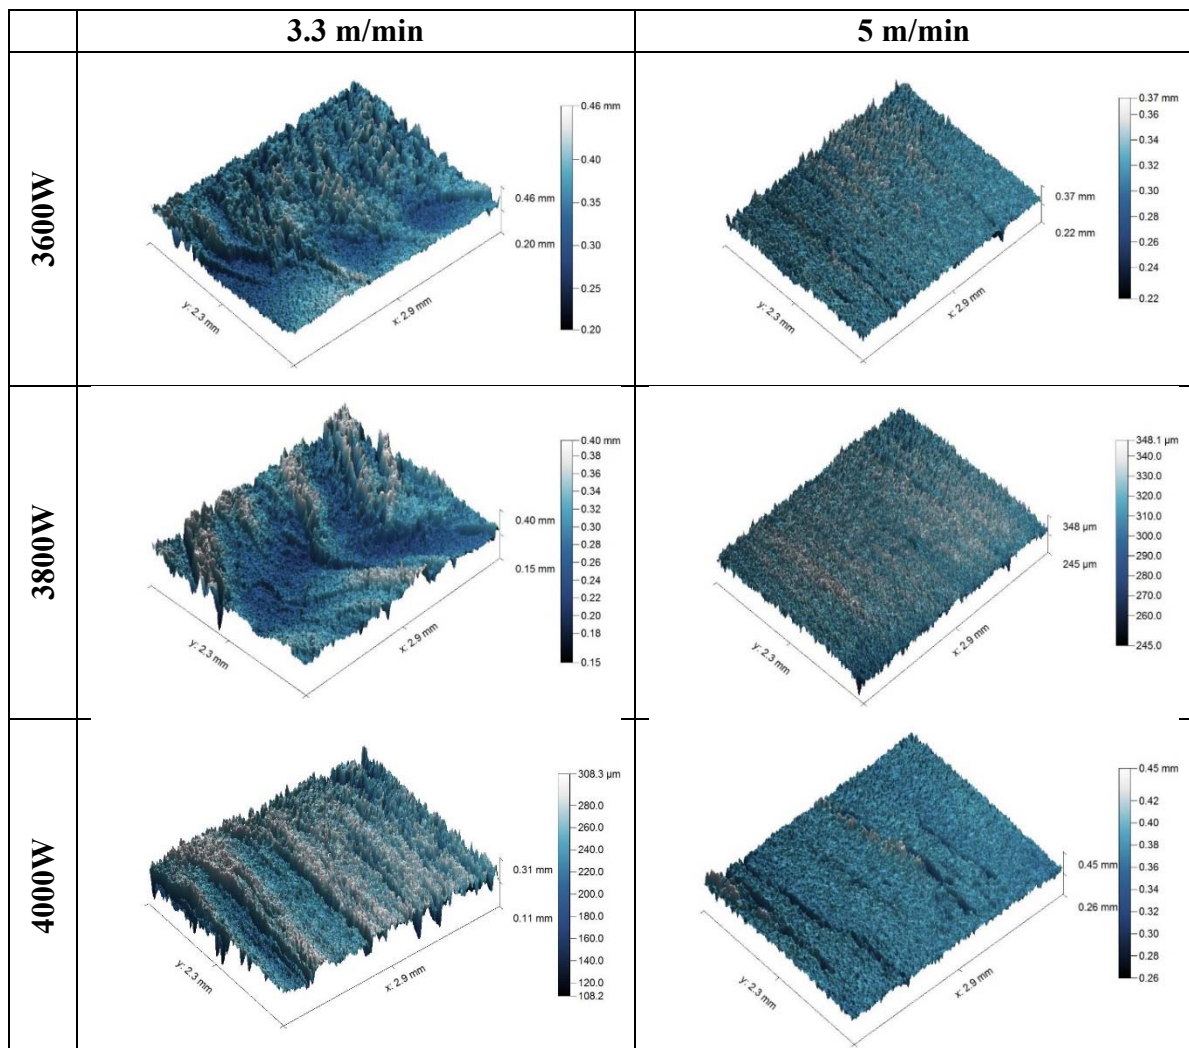 3.3 m/min
5 m/min
3600W
0.46 mm
0.40
0.35
0.30
0.25
0.20
0.46 mm
0.20 mm
y: 2.3 mm
x: 2.9 mm
0.37 mm
0.36
0.34
0.32
0.30
0.28
0.26
0.24
0.22
0.37 mm
0.22 mm
y: 2.3 mm
x: 2.9 mm
3800W
0.40 mm
0.38
0.36
0.34
0.32
0.30
0.28
0.26
0.24
0.22
0.20
0.18
0.15
0.40 mm
0.15 mm
y: 2.3 mm
x: 2.9 mm
348.1 µm
340.0
330.0
320.0
310.0
300.0
290.0
280.0
270.0
260.0
245.0
348 µm
245 µm
y: 2.3 mm
x: 2.9 mm
4000W
308.3 µm
280.0
260.0
240.0
220.0
200.0
180.0
160.0
140.0
120.0
108.2
0.31 mm
0.11 mm
y: 2.3 mm
x: 2.9 mm
0.45 mm
0.42
0.40
0.38
0.36
0.34
0.32
0.30
0.28
0.26
0.45 mm
0.26 mm
y: 2.3 mm
x: 2.9 mm